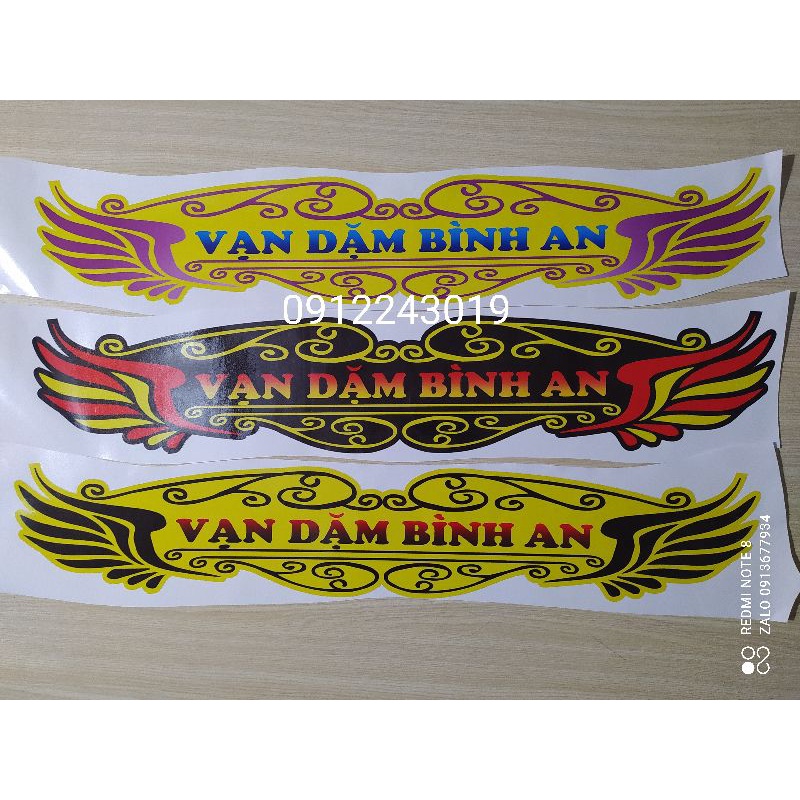 VẠN DẶM BÌNH AN
0912243019
VẠN DẶM BÌNH AN
VẠN DẶM BÌNH AN
REDMI NOTE 8
ZALO 0913677934